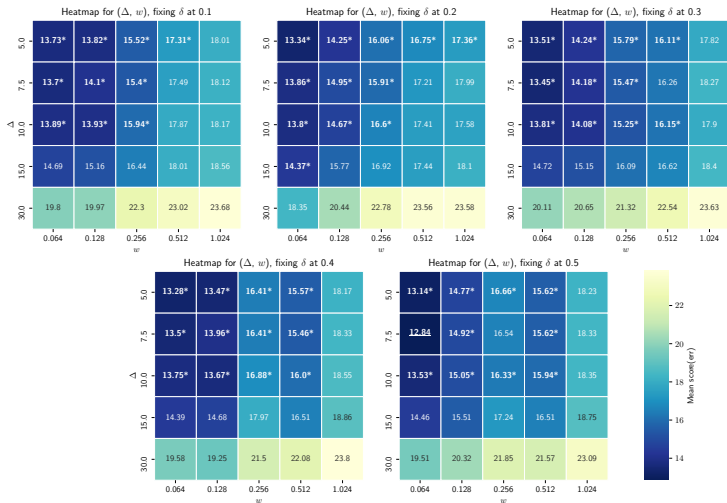 Heatmap for (Δ, w), fixing δ at 0.1
5.0 13.73* 13.82* 15.52* 17.31* 18.01
7.5 13.7* 14.1* 15.4* 17.49 18.12
Δ 10.0 13.89* 13.93* 15.94* 17.87 18.17
15.0 14.69 15.16 16.44 18.01 18.56
30.0 19.8 19.97 22.3 23.02 23.68
0.064 0.128 0.256 0.512 1.024
w
Heatmap for (Δ, w), fixing δ at 0.2
5.0 13.34* 14.25* 16.06* 16.75* 17.36*
7.5 13.86* 14.95* 15.91* 17.21 17.99
10.0 13.8* 14.67* 16.6* 17.41 17.58
15.0 14.37* 15.77 16.92 17.44 18.1
30.0 18.35 20.44 22.78 23.56 23.58
0.064 0.128 0.256 0.512 1.024
w
Heatmap for (Δ, w), fixing δ at 0.3
5.0 13.51* 14.24* 15.79* 16.11* 17.82
7.5 13.45* 14.18* 15.47* 16.26 18.27
10.0 13.81* 14.08* 15.25* 16.15* 17.9
15.0 14.72 15.15 16.09 16.62 18.4
30.0 20.11 20.65 21.32 22.54 23.63
0.064 0.128 0.256 0.512 1.024
w
Heatmap for (Δ, w), fixing δ at 0.4
5.0 13.28* 13.47* 16.41* 15.57* 18.17
7.5 13.5* 13.96* 16.41* 15.46* 18.33
Δ 10.0 13.75* 13.67* 16.88* 16.0* 18.55
15.0 14.39 14.68 17.97 16.51 18.86
30.0 19.58 19.25 21.5 22.08 23.8
0.064 0.128 0.256 0.512 1.024
w
Heatmap for (Δ, w), fixing δ at 0.5
5.0 13.14* 14.77* 16.66* 15.62* 18.23
7.5 12.84 14.92* 16.54 15.62* 18.33
10.0 13.53* 15.05* 16.33* 15.94* 18.35
15.0 14.46 15.51 17.24 16.51 18.75
30.0 19.51 20.32 21.85 21.57 23.09
0.064 0.128 0.256 0.512 1.024
w
22
20
18
16
14
Mean score(err)